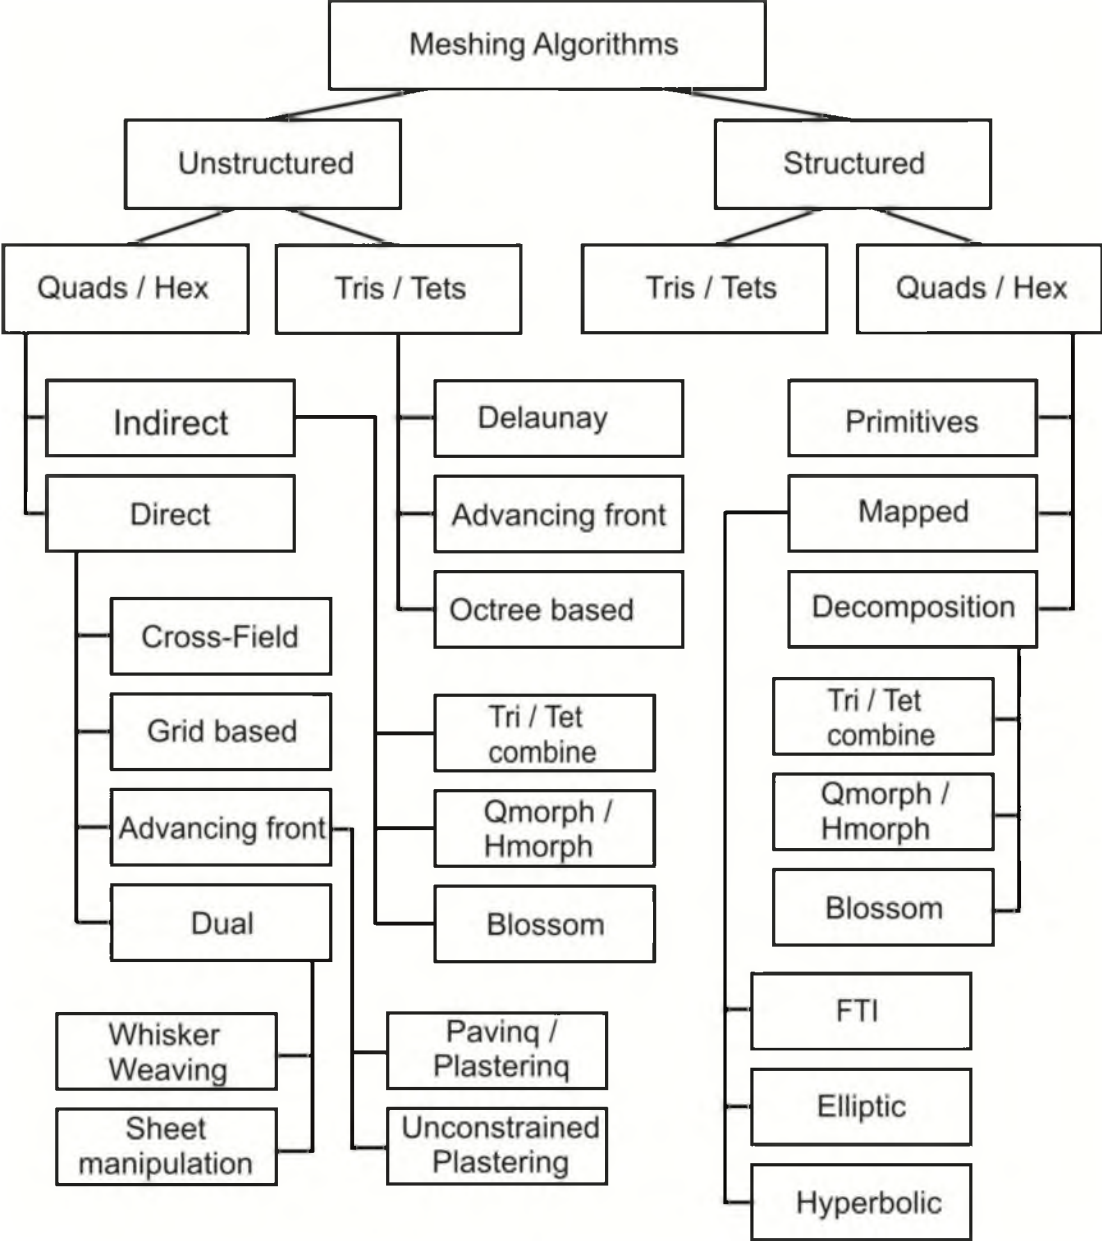 Meshing Algorithms
Unstructured
Structured
Quads / Hex
Tris / Tets
Tris / Tets
Quads / Hex
Indirect
Delaunay
Primitives
Direct
Advancing front
Mapped
Octree based
Decomposition
Cross-Field
Grid based
Advancing front
Dual
Tri / Tet
combine
Qmorph /
Hmorph
Blossom
Tri / Tet
combine
Qmorph /
Hmorph
Blossom
Whisker
Weaving
Sheet
manipulation
Pavinq /
Plasterinq
Unconstrained
Plastering
FTI
Elliptic
Hyperbolic